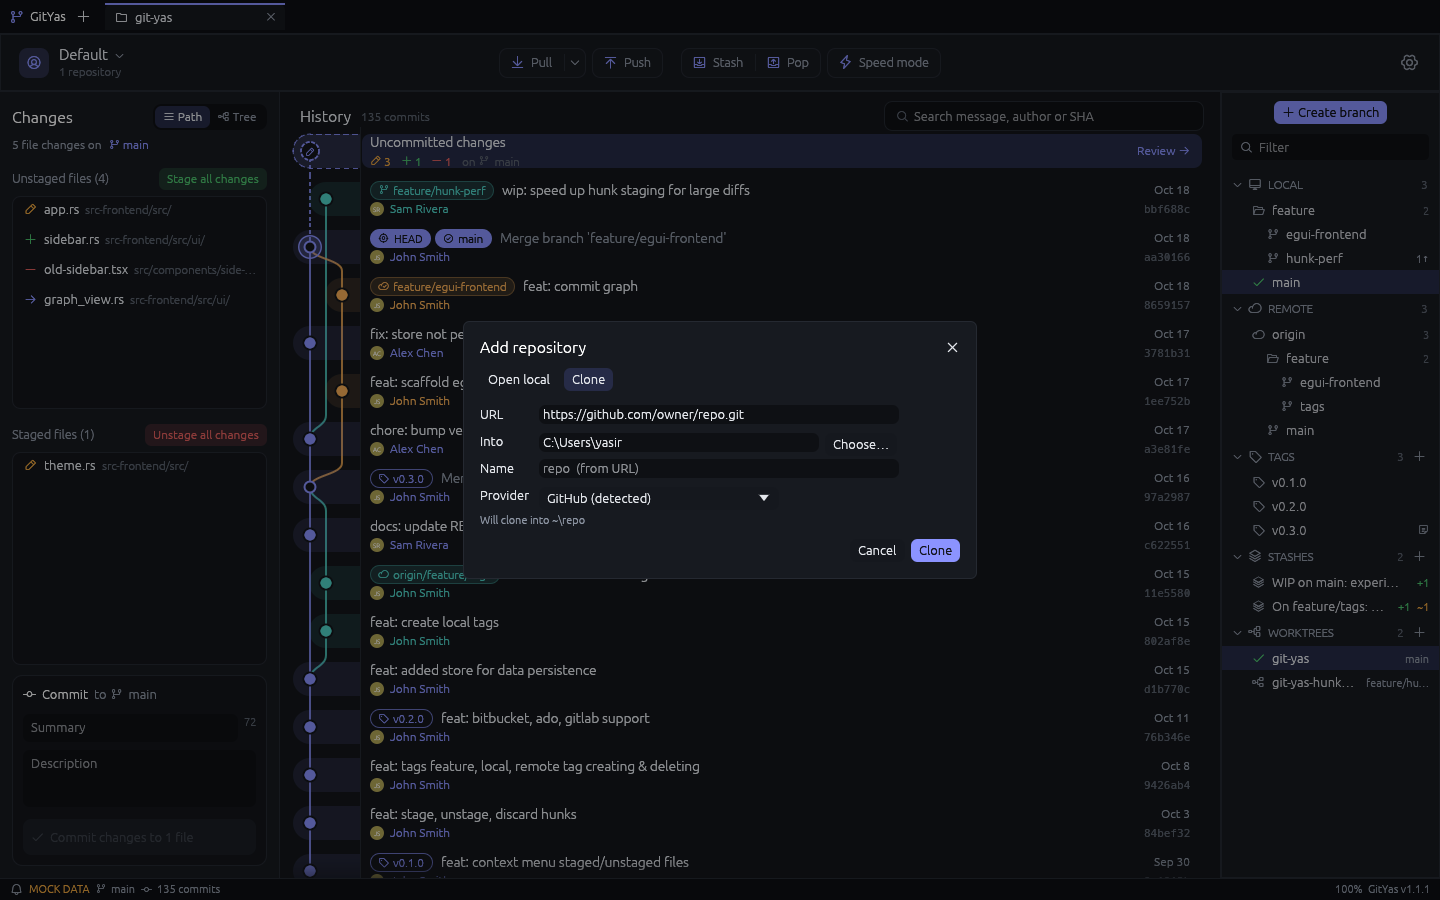 GitYas
git-yas
Default
1 repository
Pull
Push
Stash
Pop
Speed mode
Changes
Path
Tree
5 file changes on main
Unstaged files (4)
Stage all changes
app.rs src-frontend/src/
sidebar.rs src-frontend/src/ui/
old-sidebar.tsx src/components/side-...
graph_view.rs src-frontend/src/ui/
Staged files (1)
Unstage all changes
theme.rs src-frontend/src/
Commit to main
Summary
72
Description
Commit changes to 1 file
History 135 commits
Search message, author or SHA
Uncommitted changes
3 + 1 − 1 on main
Review →
feature/hunk-perf wip: speed up hunk staging for large diffs Oct 18
Sam Rivera bbf688c
HEAD main Merge branch 'feature/egui-frontend' Oct 18
John Smith aa30166
feature/egui-frontend feat: commit graph Oct 18
John Smith 8659157
fix: store not pe Oct 17
Alex Chen 3781b31
feat: scaffold eg Oct 17
John Smith 1ee752b
chore: bump ve Oct 17
Alex Chen a3e81fe
v0.3.0 Mer Oct 16
John Smith 97a2987
docs: update RE Oct 16
Sam Rivera c622551
origin/feature/ Oct 15
John Smith 11e5580
feat: create local tags Oct 15
John Smith 802af8e
feat: added store for data persistence Oct 15
John Smith d1b770c
v0.2.0 feat: bitbucket, ado, gitlab support Oct 11
John Smith 76b346e
feat: tags feature, local, remote tag creating & deleting Oct 8
John Smith 9426ab4
feat: stage, unstage, discard hunks Oct 3
John Smith 84bef32
v0.1.0 feat: context menu staged/unstaged files Sep 30
Add repository
Open local
Clone
URL https://github.com/owner/repo.git
Into C:\Users\yasir Choose...
Name repo (from URL)
Provider GitHub (detected)
Will clone into ~\repo
Cancel
Clone
+ Create branch
Filter
LOCAL 3
feature 2
egui-frontend
hunk-perf 1↑
main
REMOTE 3
origin 3
feature 2
egui-frontend
tags
main
TAGS 3 +
v0.1.0
v0.2.0
v0.3.0
STASHES 2 +
WIP on main: experi... +1
On feature/tags: ... +1 ~1
WORKTREES 2 +
git-yas main
git-yas-hunk... feature/hu...
MOCK DATA main 135 commits
100% GitYas v1.1.1